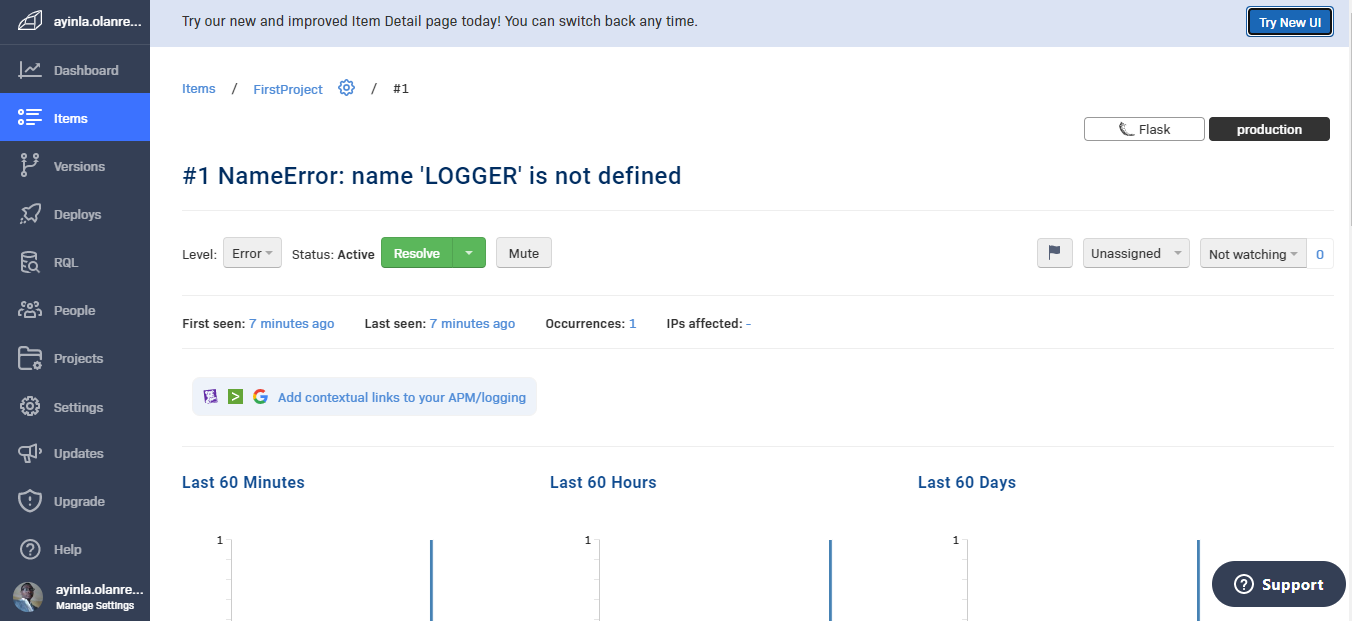 ayinla.olanre...
Try our new and improved Item Detail page today! You can switch back any time.
Try New UI
Dashboard
Items
Versions
Deploys
RQL
People
Projects
Settings
Updates
Upgrade
Help
ayinla.olanre...
Manage Settings
Items / FirstProject / #1
Flask
production
#1 NameError: name 'LOGGER' is not defined
Level: Error Status: Active Resolve Mute Unassigned Not watching 0
First seen: 7 minutes ago Last seen: 7 minutes ago Occurrences: 1 IPs affected: -
Add contextual links to your APM/logging
Last 60 Minutes Last 60 Hours Last 60 Days
1 1 1
Support